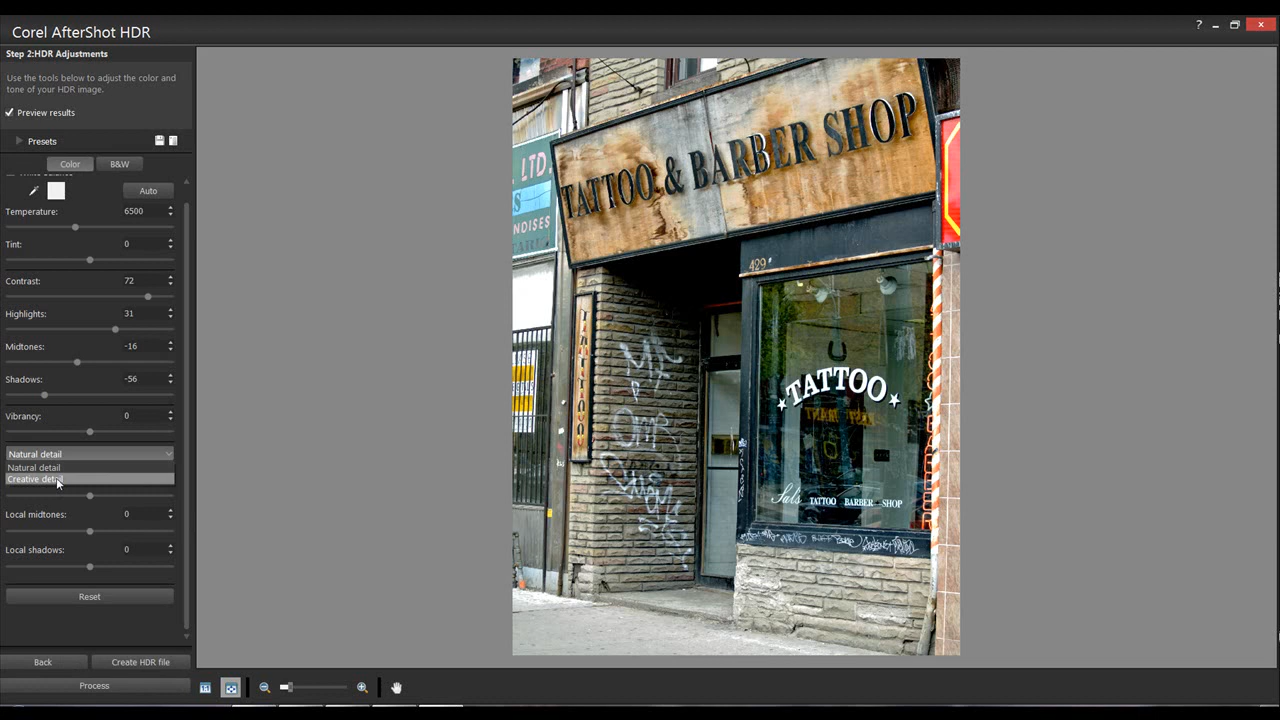 Corel AfterShot HDR
Step 2:HDR Adjustments
Use the tools below to adjust the color and
tone of your HDR image.
Preview results
Presets
Color B&W
Auto
Temperature: 6500
Tint: 0
Contrast: 72
Highlights: 31
Midtones: -16
Shadows: -56
Vibrancy: 0
Natural detail
Natural detail
Creative detail
Local midtones: 0
Local shadows: 0
Reset
Back Create HDR file
Process
LTD.
S
NDISES
TATTOO & BARBER SHOP
429
TATTOO
TATTOO
Sal's TATTOO BARBER SHOP